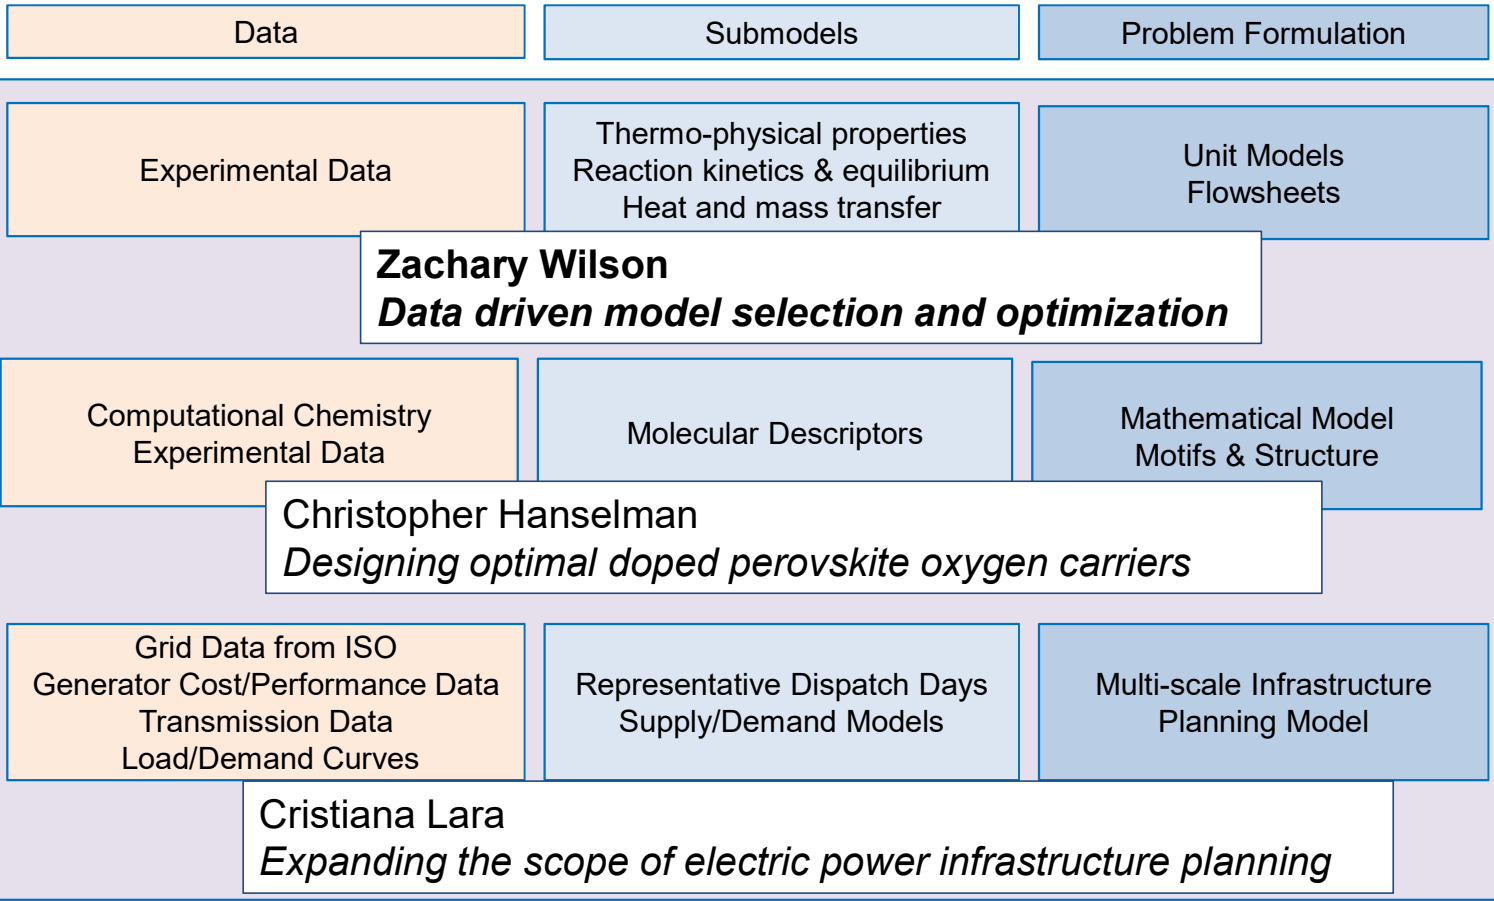 Data
Submodels
Problem Formulation
Experimental Data
Thermo-physical properties
Reaction kinetics & equilibrium
Heat and mass transfer
Unit Models
Flowsheets
Zachary Wilson
Data driven model selection and optimization
Computational Chemistry
Experimental Data
Molecular Descriptors
Mathematical Model
Motifs & Structure
Christopher Hanselman
Designing optimal doped perovskite oxygen carriers
Grid Data from ISO
Generator Cost/Performance Data
Transmission Data
Load/Demand Curves
Representative Dispatch Days
Supply/Demand Models
Multi-scale Infrastructure
Planning Model
Cristiana Lara
Expanding the scope of electric power infrastructure planning